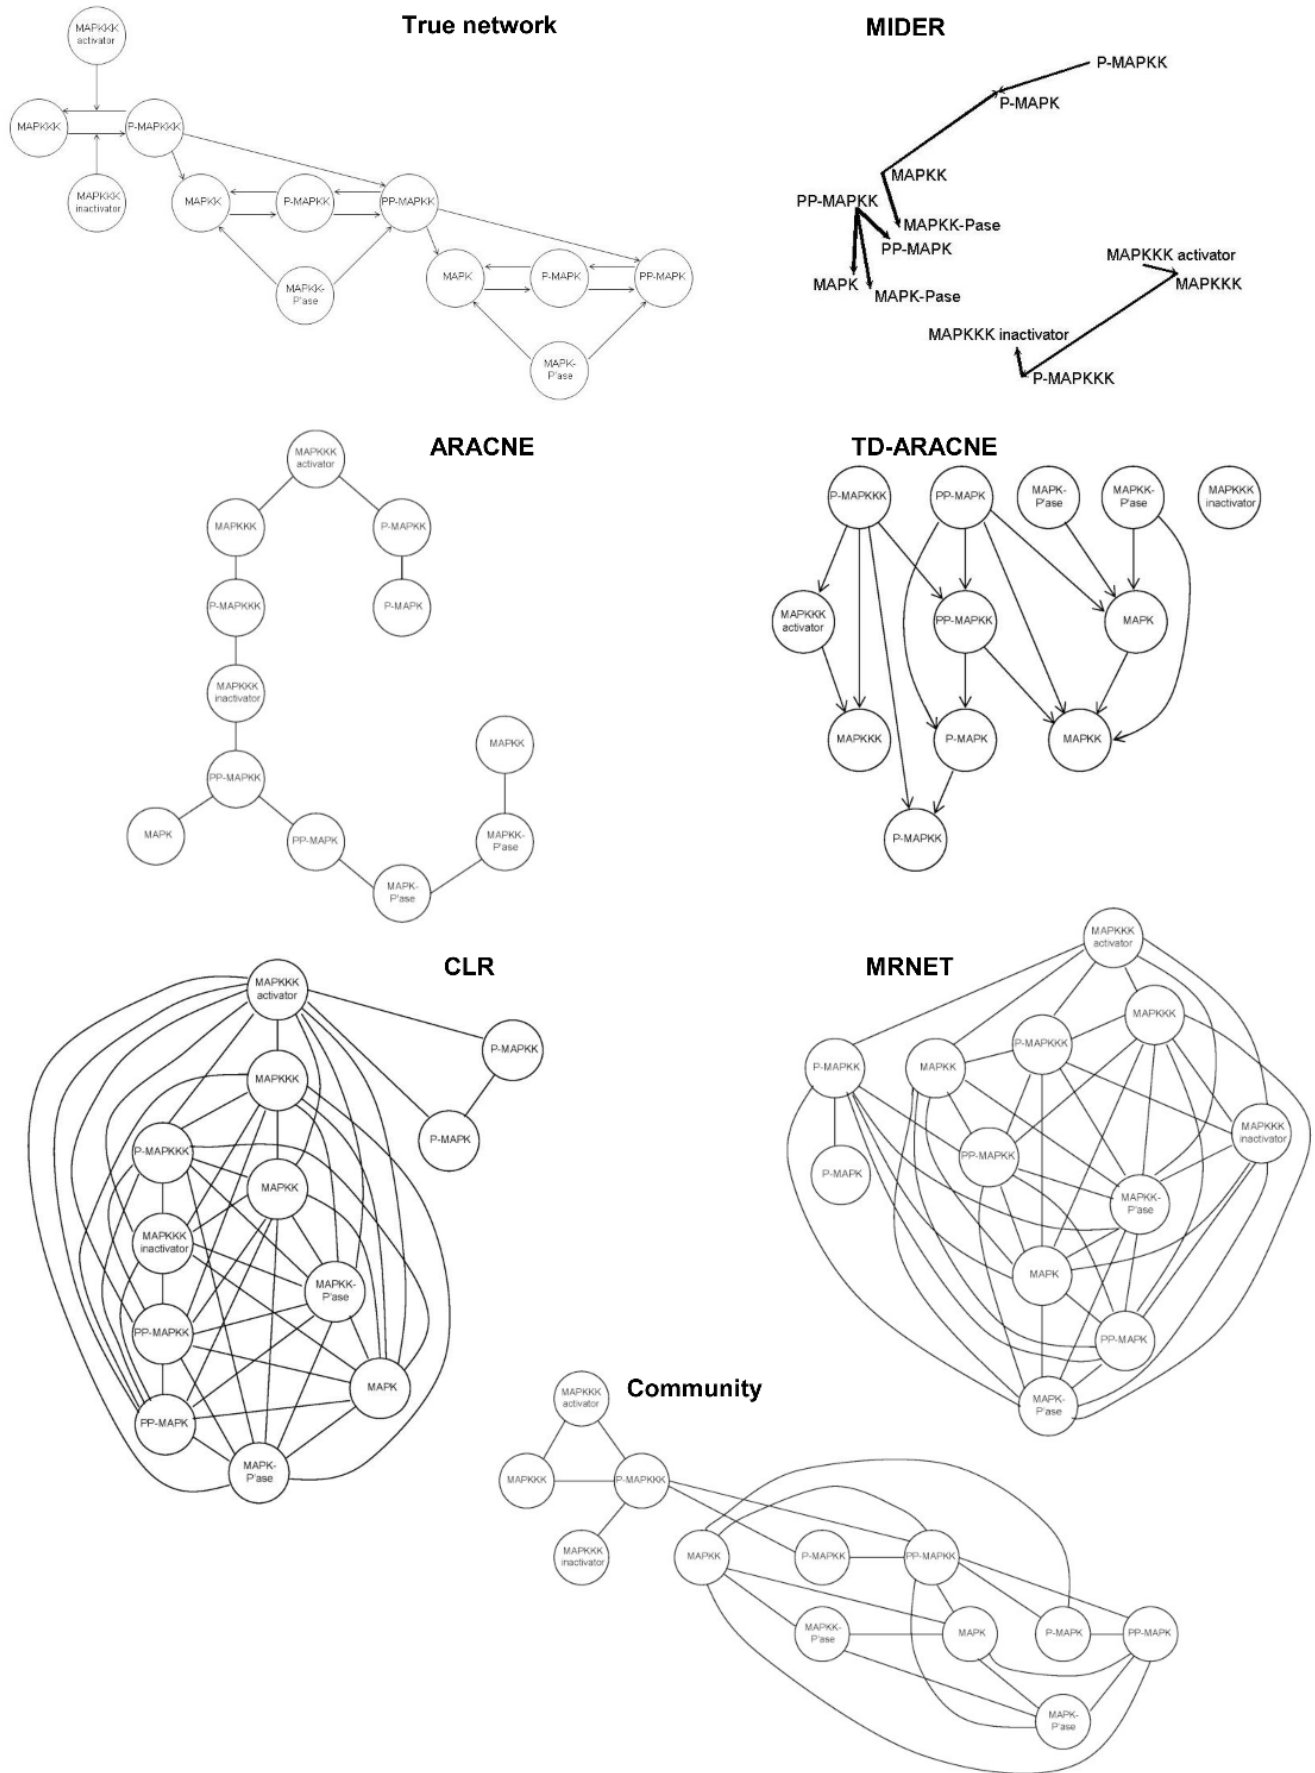 True network
MAPKKK
activator
MAPKKK
P-MAPKKK
MAPKKK
inactivator
MAPKK
P-MAPKK
PP-MAPKK
MAPKK-
P'ase
MAPK
P-MAPK
PP-MAPK
MAPK-
P'ase
MIDER
P-MAPKK
P-MAPK
MAPKK
PP-MAPKK
MAPKK-Pase
PP-MAPK
MAPK
MAPK-Pase
MAPKKK activator
MAPKKK
MAPKKK inactivator
P-MAPKKK
ARACNE
MAPKKK
activator
MAPKKK
P-MAPKK
P-MAPKKK
P-MAPK
MAPKKK
inactivator
MAPKK
PP-MAPKK
MAPK
PP-MAPK
MAPKK-
P'ase
MAPK-
P'ase
TD-ARACNE
P-MAPKKK
PP-MAPK
MAPK-
P'ase
MAPKK-
P'ase
MAPKKK
inactivator
MAPKKK
activator
PP-MAPKK
MAPK
MAPKKK
P-MAPK
MAPKK
P-MAPKK
CLR
MAPKKK
activator
P-MAPKK
MAPKKK
P-MAPK
P-MAPKKK
MAPKK
MAPKKK
inactivator
MAPKK-
P'ase
PP-MAPKK
MAPK
PP-MAPK
MAPK-
P'ase
MRNET
MAPKKK
activator
MAPKKK
P-MAPKKK
P-MAPKK
MAPKK
MAPKKK
inactivator
PP-MAPKK
P-MAPK
MAPKK-
P'ase
MAPK
PP-MAPK
MAPK-
P'ase
Community
MAPKKK
activator
MAPKKK
P-MAPKKK
MAPKKK
inactivator
MAPKK
P-MAPKK
PP-MAPKK
MAPKK-
P'ase
MAPK
P-MAPK
PP-MAPK
MAPK-
P'ase